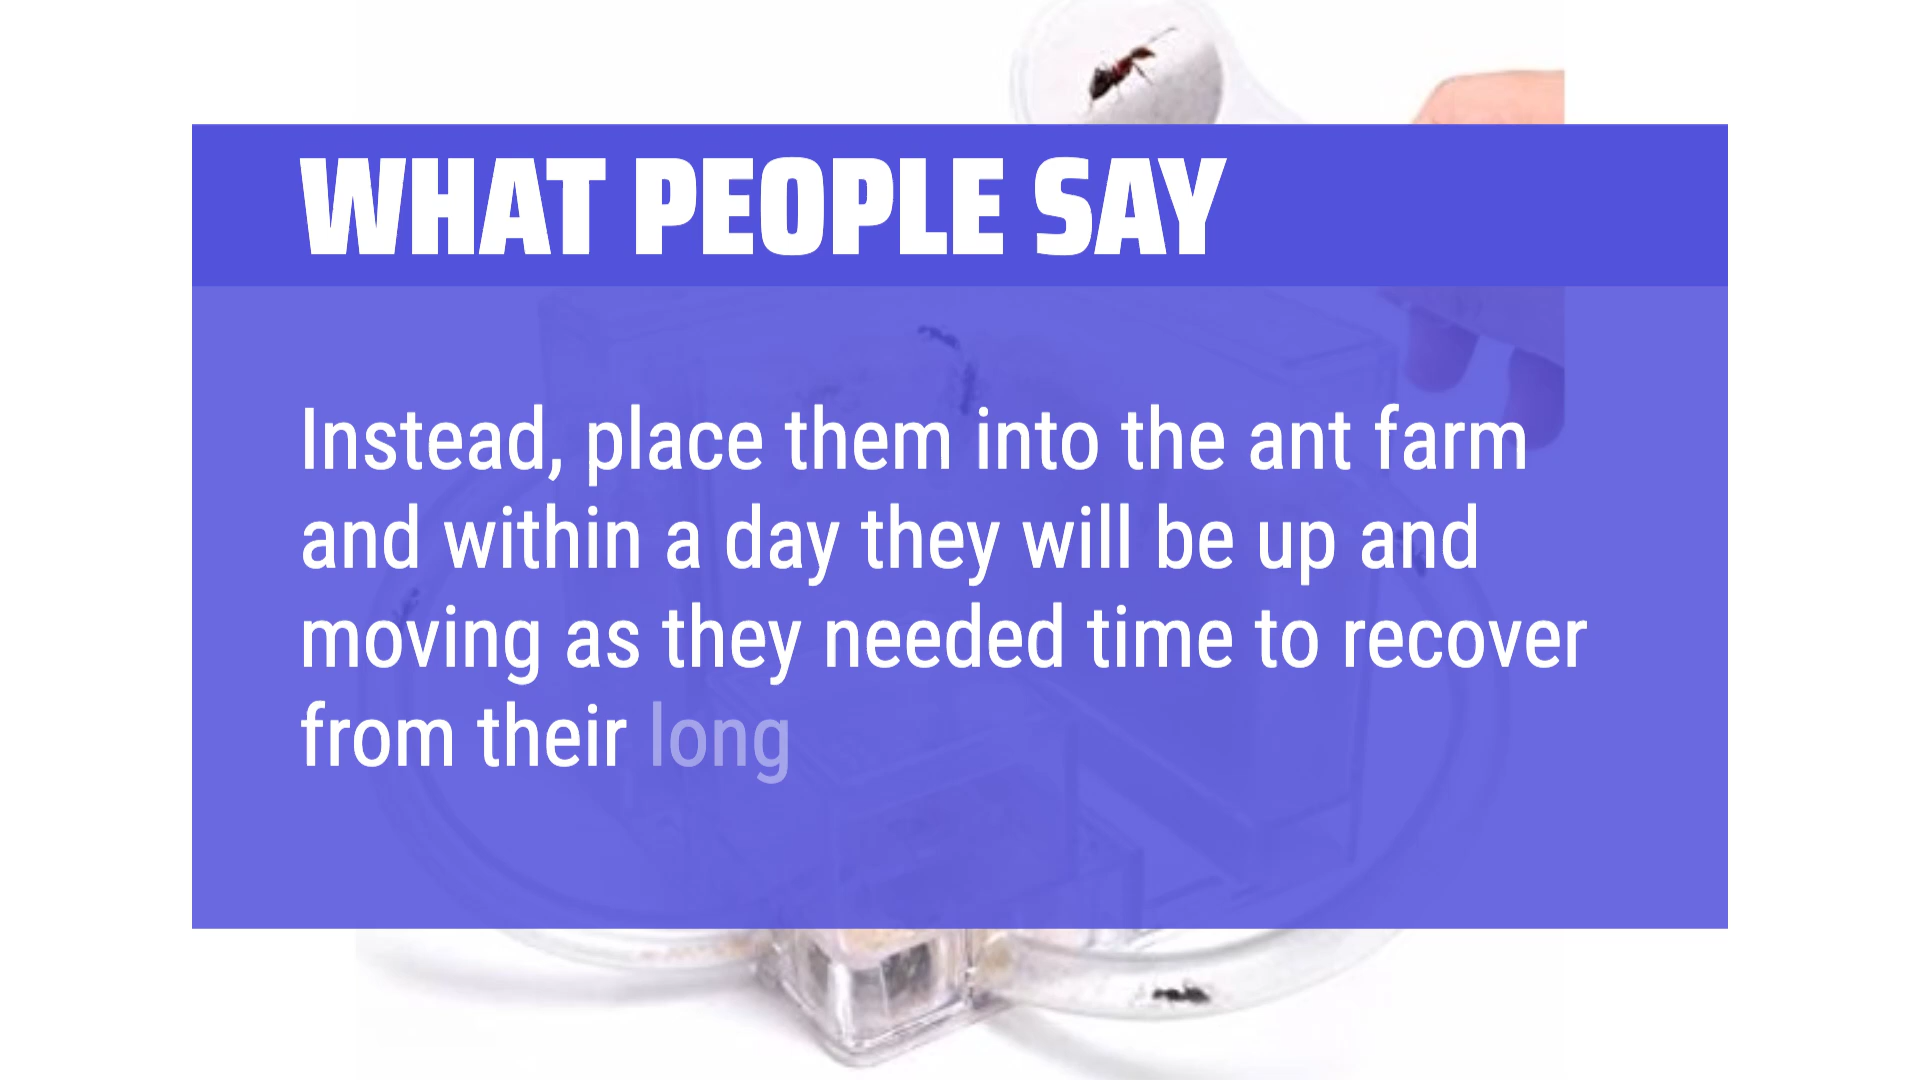 WHAT PEOPLE SAY
Instead, place them into the ant farm
and within a day they will be up and
moving as they needed time to recover
from their long